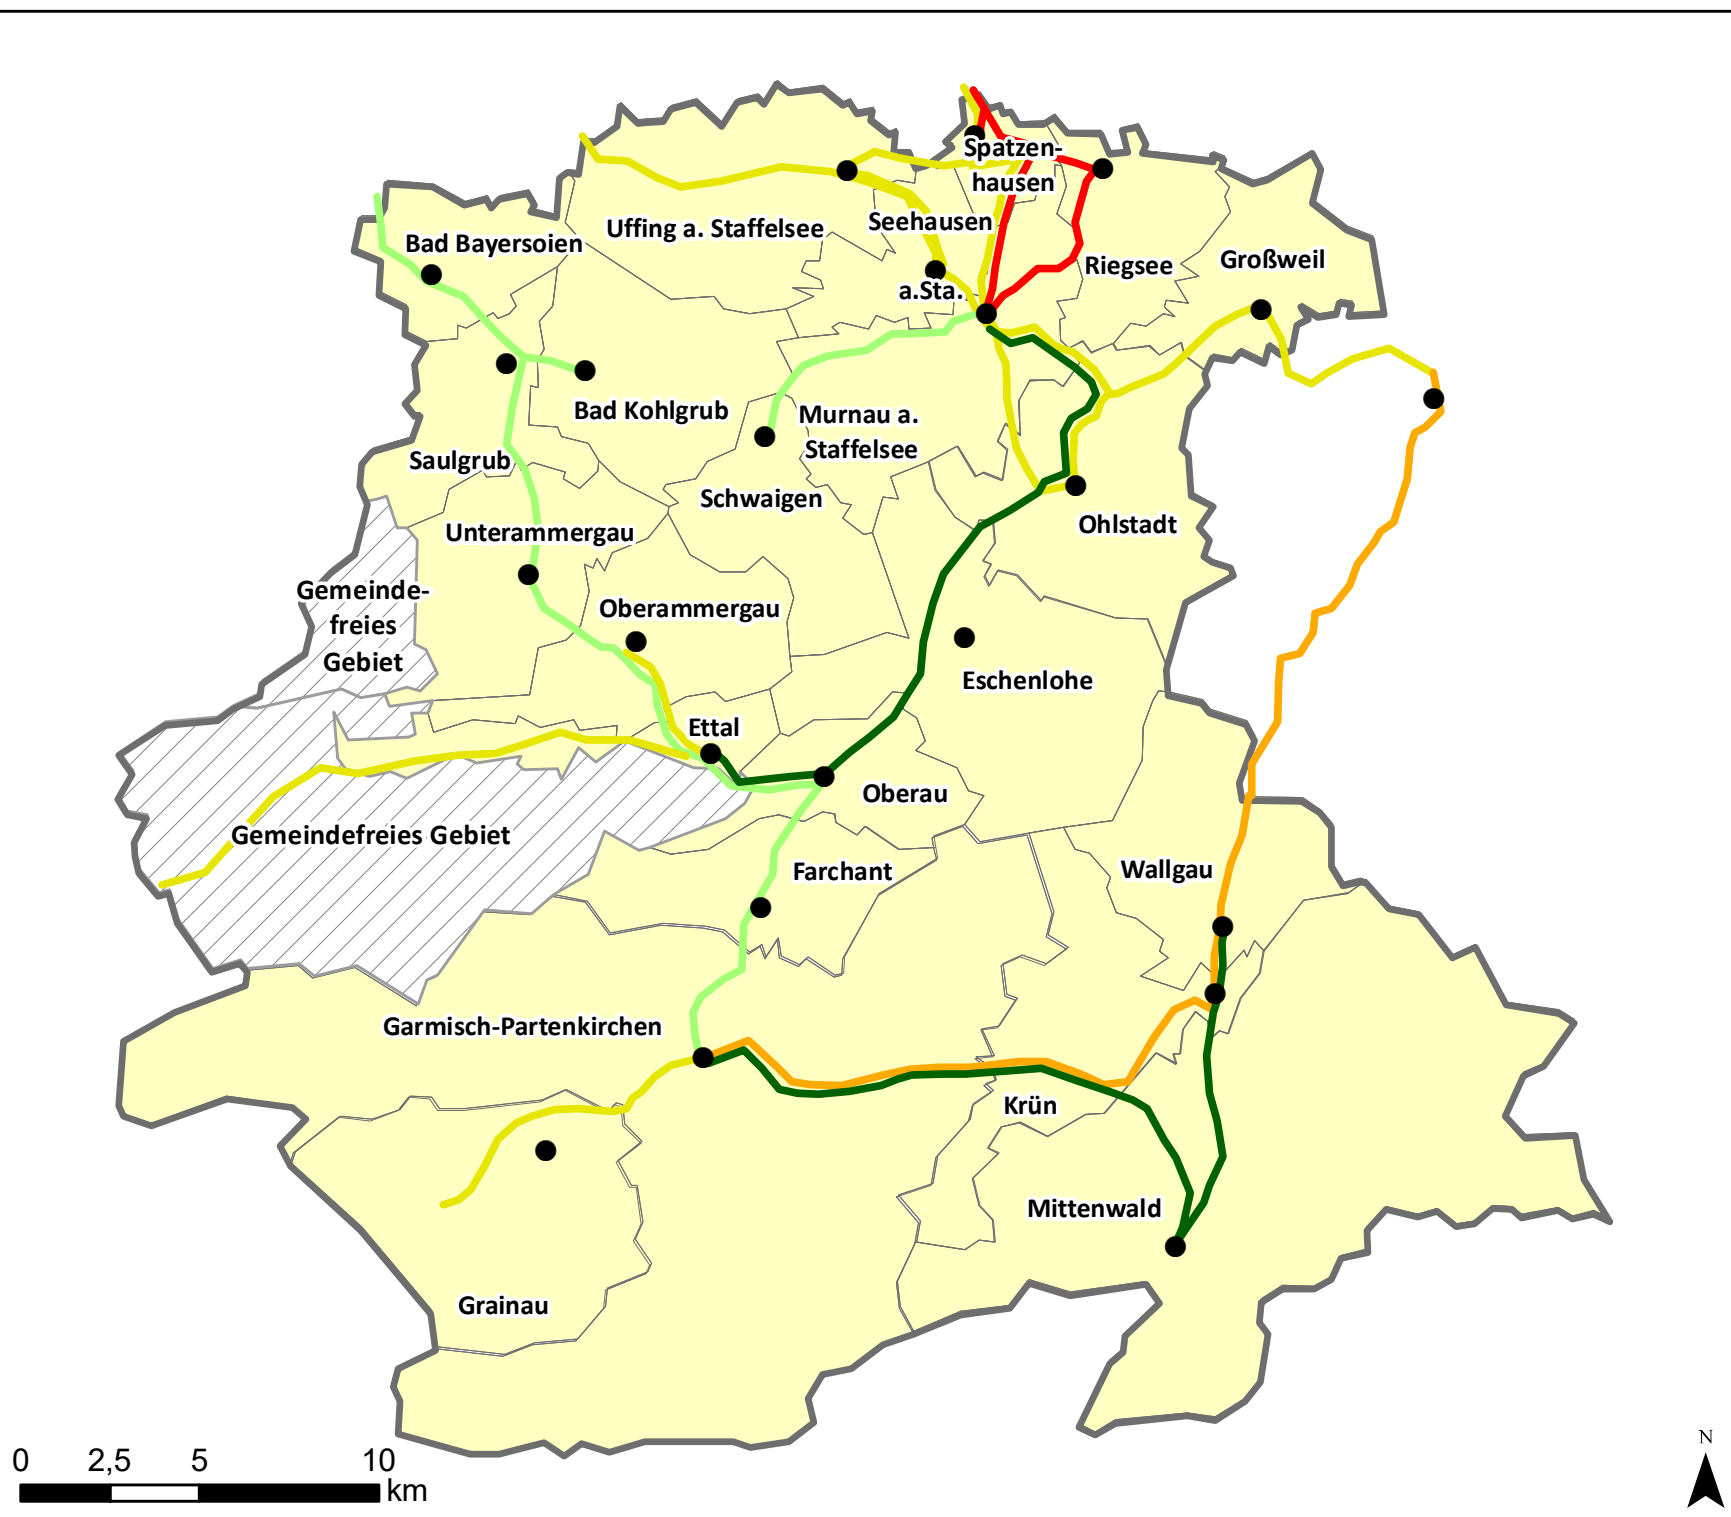 Spatzen-
hausen
Uffing a. Staffelsee
Seehausen
a.Sta.
Bad Bayersoien
Riegsee
Großweil
Bad Kohlgrub
Murnau a.
Staffelsee
Saulgrub
Schwaigen
Unterammergau
Ohlstadt
Gemeinde-
freies
Gebiet
Oberammergau
Eschenlohe
Ettal
Oberau
Gemeindefreies Gebiet
Farchant
Wallgau
Garmisch-Partenkirchen
Krün
Mittenwald
Grainau
0 2,5 5 10
km
N